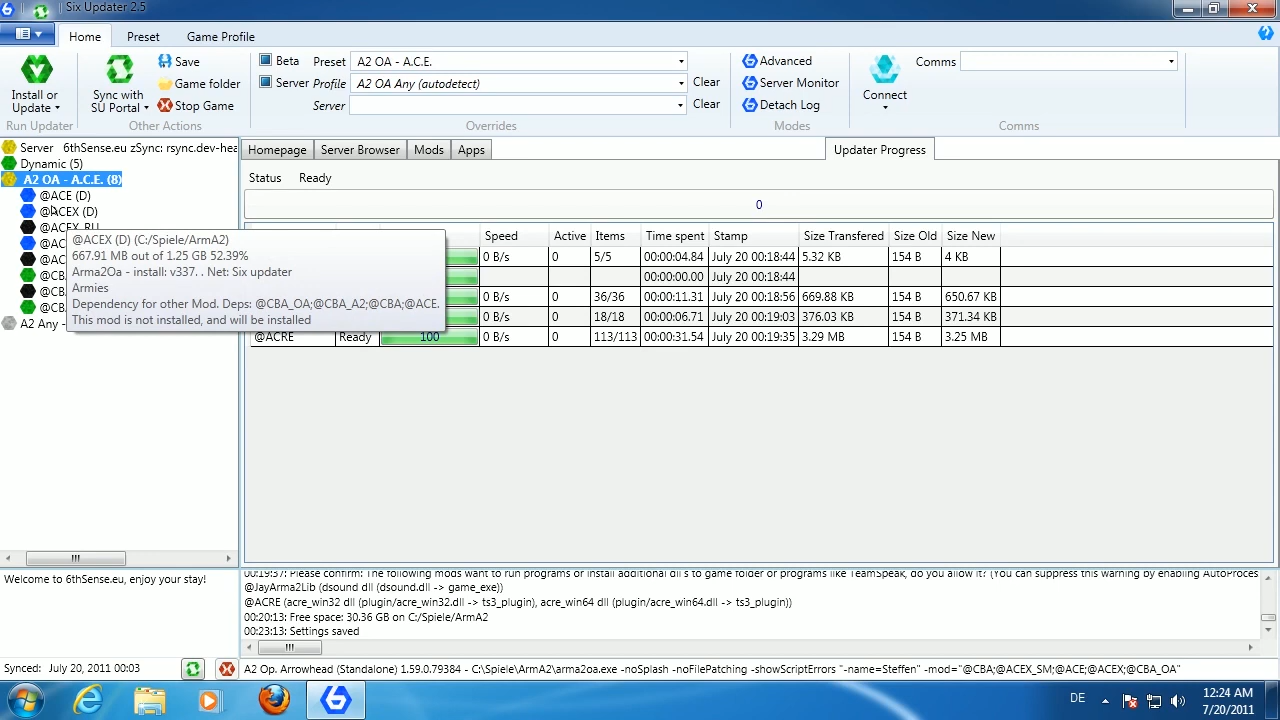 Six Updater 2.5
Home Preset Game Profile
Install or Update
Run Updater
Sync with SU Portal
Save
Game folder
Stop Game
Other Actions
Beta Preset A2 OA - A.C.E.
Server Profile A2 OA Any (autodetect) Clear
Server Clear
Overrides
Advanced
Server Monitor
Detach Log
Modes
Connect
Comms
Comms
Server 6thSense.eu zSync: rsync.dev-hea
Dynamic (5)
A2 OA - A.C.E. (8)
@ACE (D)
@ACEX (D)
@ACEX_RU
@AC
@AC
@CB
@CB
@CB
A2 Any -
@ACEX (D) (C:/Spiele/ArmA2)
667.91 MB out of 1.25 GB 52.39%
Arma2Oa - install: v337. . Net: Six updater
Armies
Dependency for other Mod. Deps: @CBA_OA;@CBA_A2;@CBA;@ACE.
This mod is not installed, and will be installed
Homepage Server Browser Mods Apps Updater Progress
Status Ready
0
Speed Active Items Time spent Stamp Size Transfered Size Old Size New
0 B/s 0 5/5 00:00:04.84 July 20 00:18:44 5.32 KB 154 B 4 KB
00:00:00.00 July 20 00:18:44
0 B/s 0 36/36 00:00:11.31 July 20 00:18:56 669.88 KB 154 B 650.67 KB
0 B/s 0 18/18 00:00:06.71 July 20 00:19:03 376.03 KB 154 B 371.34 KB
@ACRE Ready 100 0 B/s 0 113/113 00:00:31.54 July 20 00:19:35 3.29 MB 154 B 3.25 MB
Welcome to 6thSense.eu, enjoy your stay!
00:19:37: Please confirm: The following mods want to run programs or install additional dll's to game folder or programs like TeamSpeak, do you allow it? (You can suppress this warning by enabling AutoProces
@JayArma2Lib (dsound dll (dsound.dll -> game_exe))
@ACRE (acre_win32 dll (plugin/acre_win32.dll -> ts3_plugin), acre_win64 dll (plugin/acre_win64.dll -> ts3_plugin))
00:20:13: Free space: 30.36 GB on C:/Spiele/ArmA2
00:23:13: Settings saved
Synced: July 20, 2011 00:03
A2 Op. Arrowhead (Standalone) 1.59.0.79384 - C:\Spiele\ArmA2\arma2oa.exe -noSplash -noFilePatching -showScriptErrors "-name=Steffen" -mod="@CBA;@ACEX_SM;@ACE;@ACEX;@CBA_OA"
DE 12:24 AM
7/20/2011